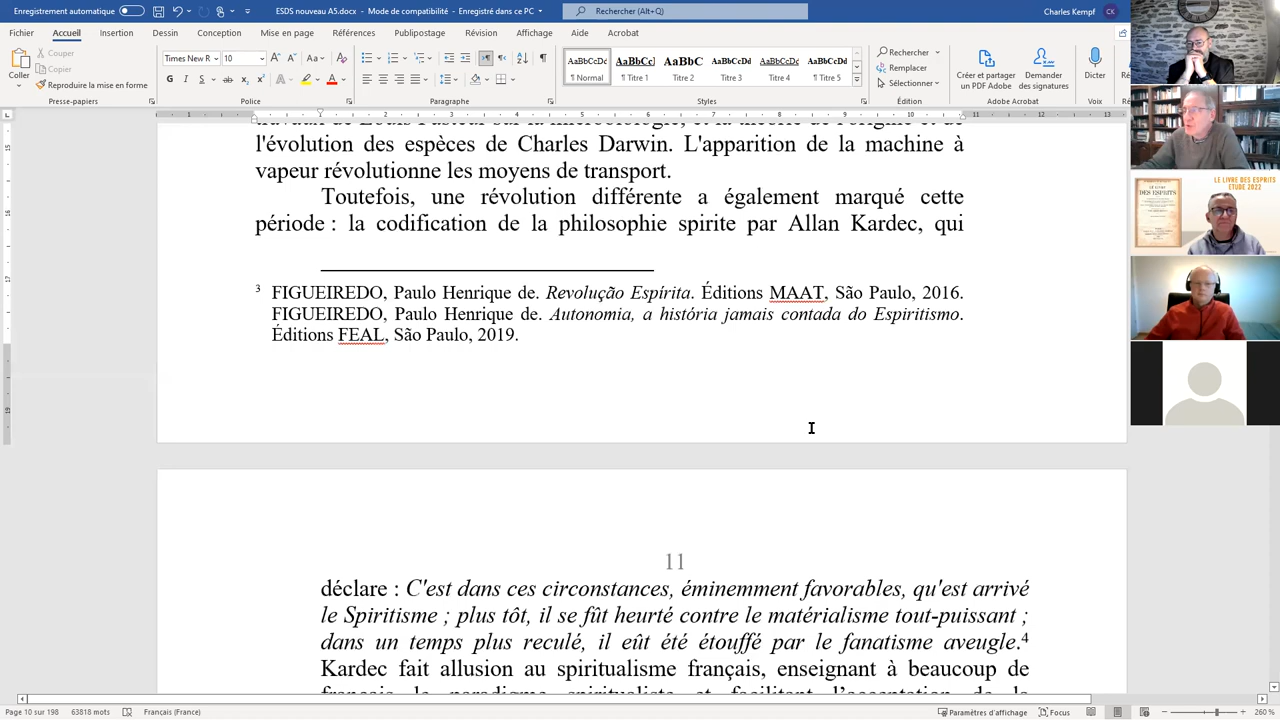 Enregistrement automatique
ESDS nouveau A5.docx - Mode de compatibilité • Enregistré dans ce PC
Rechercher (Alt+Q)
Charles Kempf
CK
Fichier Accueil Insertion Dessin Conception Mise en page Références Publipostage Révision Affichage Aide Acrobat
Coller
Couper
Copier
Reproduire la mise en forme
Presse-papiers
Times New R 10
G I S
Police
Paragraphe
AaBbCcDc AaBbCcI AaBbC AaBbCcDc AaBbCcDc AaBbCcDc
¶ Normal ¶ Titre 1 Titre 2 ¶ Titre 3 ¶ Titre 4 ¶ Titre 5
Styles
Rechercher
Remplacer
Sélectionner
Édition
Créer et partager un PDF Adobe
Demander des signatures
Adobe Acrobat
Dicter
Voix
l'évolution des espèces de Charles Darwin. L'apparition de la machine à
vapeur révolutionne les moyens de transport.
Toutefois, une révolution différente a également marqué cette
période : la codification de la philosophie spirite par Allan Kardec, qui
3 FIGUEIREDO, Paulo Henrique de. Revolução Espírita. Éditions MAAT, São Paulo, 2016.
FIGUEIREDO, Paulo Henrique de. Autonomia, a história jamais contada do Espiritismo.
Éditions FEAL, São Paulo, 2019.
11
déclare : C'est dans ces circonstances, éminemment favorables, qu'est arrivé
le Spiritisme ; plus tôt, il se fût heurté contre le matérialisme tout-puissant ;
dans un temps plus reculé, il eût été étouffé par le fanatisme aveugle.4
Kardec fait allusion au spiritualisme français, enseignant à beaucoup de
LE LIVRE DES ESPRITS
ETUDE 2022
DES ESPRITS
Page 10 sur 198 63818 mots Français (France)
Paramètres d'affichage Focus 260 %